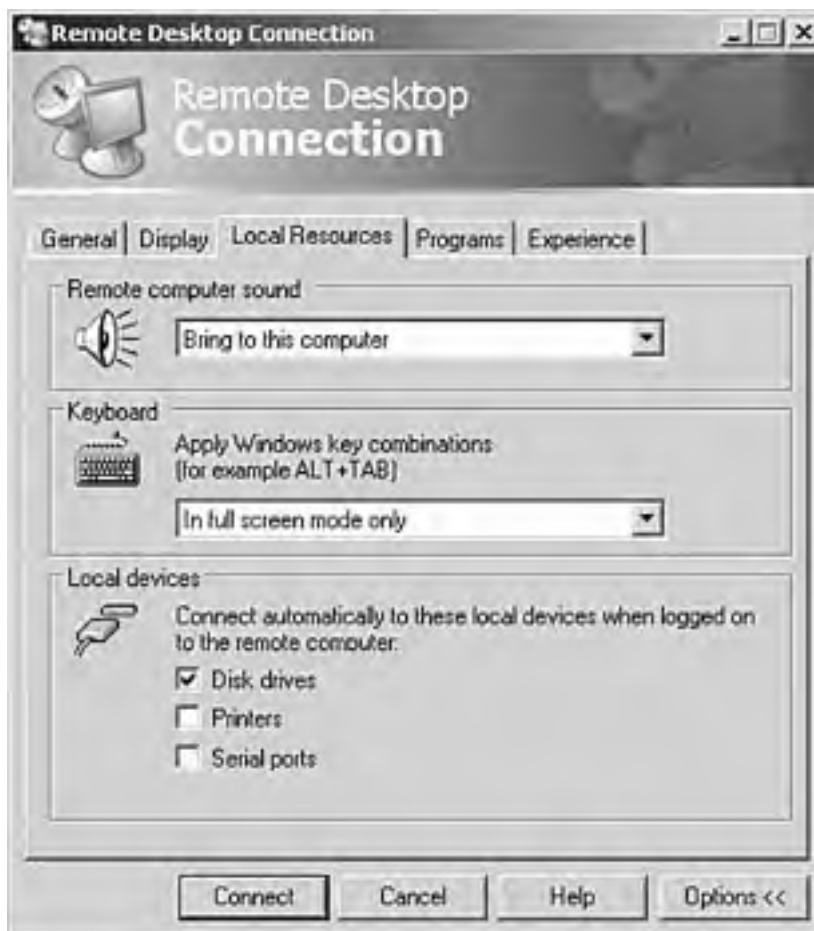 Remote Desktop Connection
Remote Desktop
Connection
General Display Local Resources Programs Experience
Remote computer sound
Bring to this computer
Keyboard
Apply Windows key combinations
(for example ALT+TAB)
In full screen mode only
Local devices
Connect automatically to these local devices when logged on
to the remote computer.
Disk drives
Printers
Serial ports
Connect Cancel Help Options <<